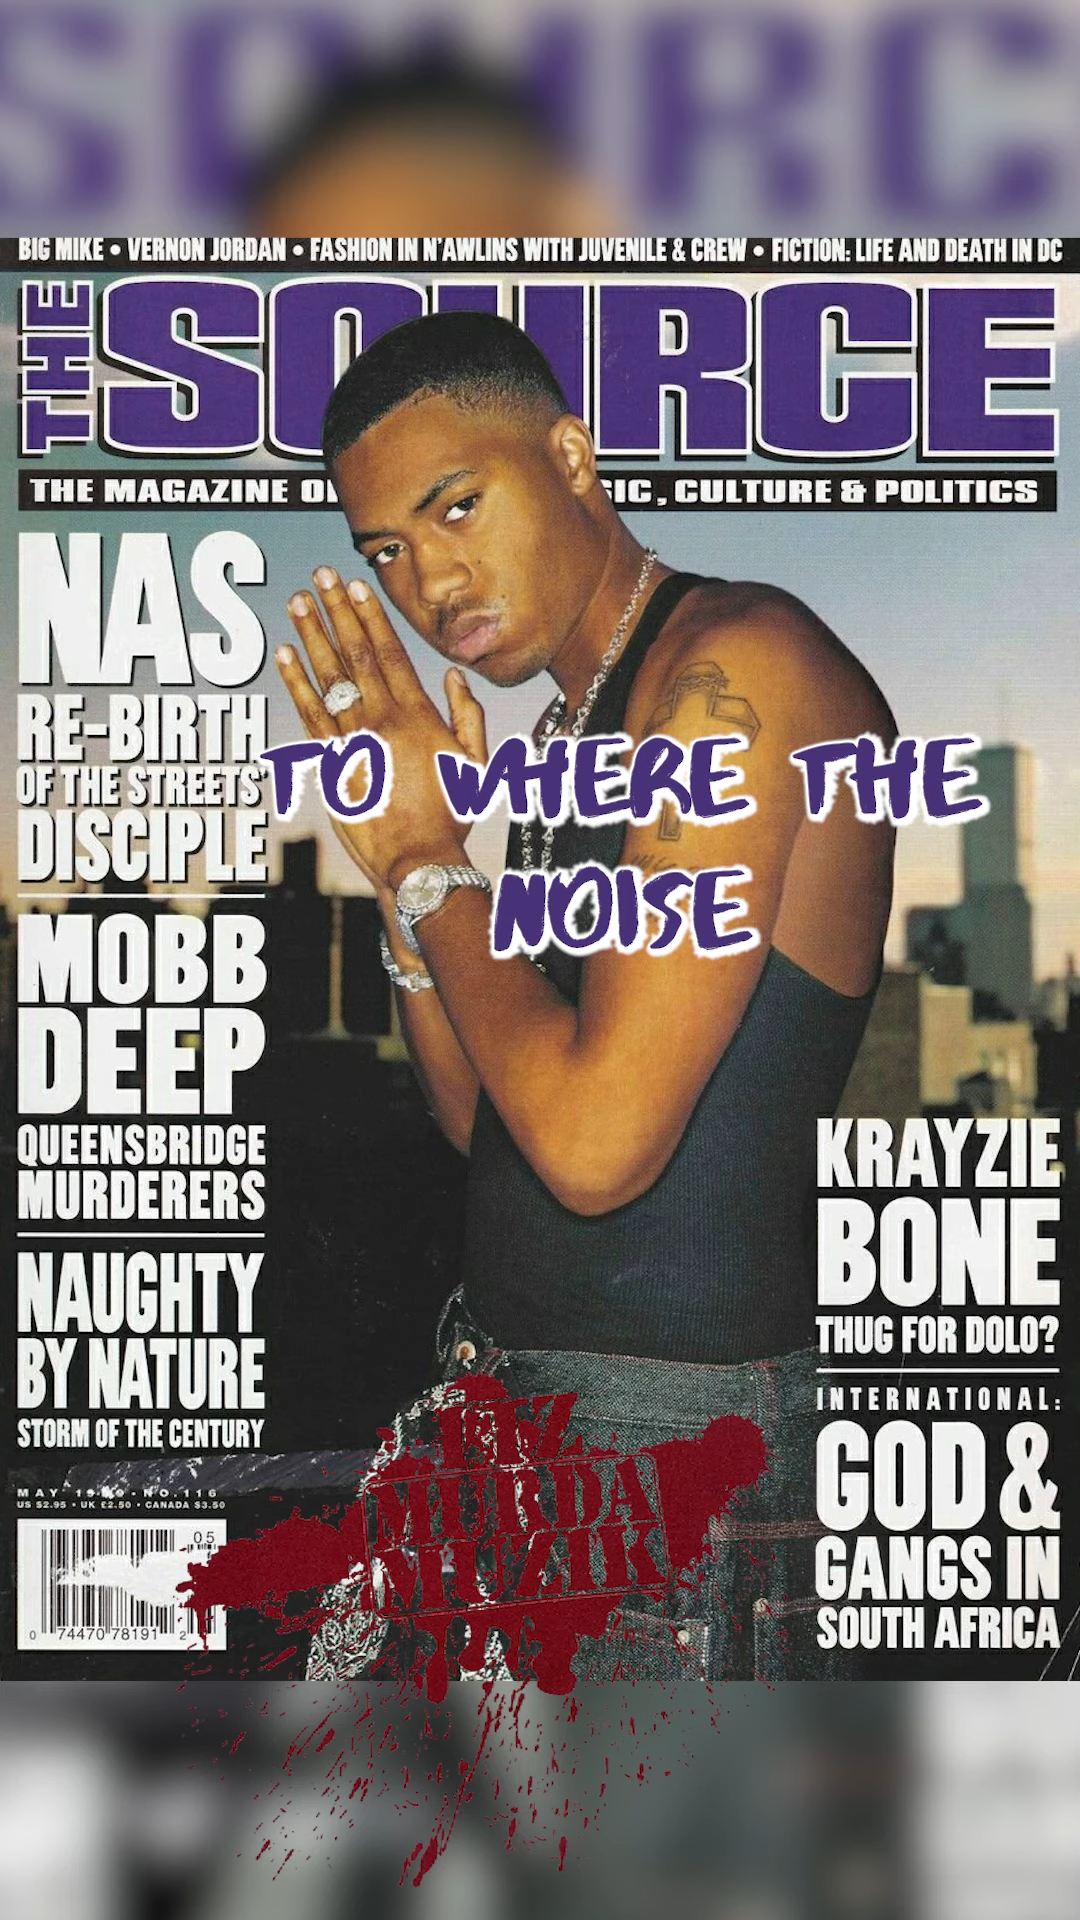 BIG MIKE • VERNON JORDAN • FASHION IN N'AWLINS WITH JUVENILE & CREW • FICTION: LIFE AND DEATH IN DC
THE SOURCE
THE MAGAZINE OF SIC, CULTURE & POLITICS
NAS
RE-BIRTH
OF THE STREETS'
DISCIPLE
TO WHERE THE
NOISE
MOBB
DEEP
QUEENSBRIDGE
MURDERERS
NAUGHTY
BY NATURE
STORM OF THE CENTURY
MAY NO. 116
US $2.95 • UK £2.50 • CANADA $3.50
05
0 74470 78191 2
KRAYZIE
BONE
THUG FOR DOLO?
INTERNATIONAL:
GOD &
GANGS IN
SOUTH AFRICA
ITZ
MURDA
MUZIK